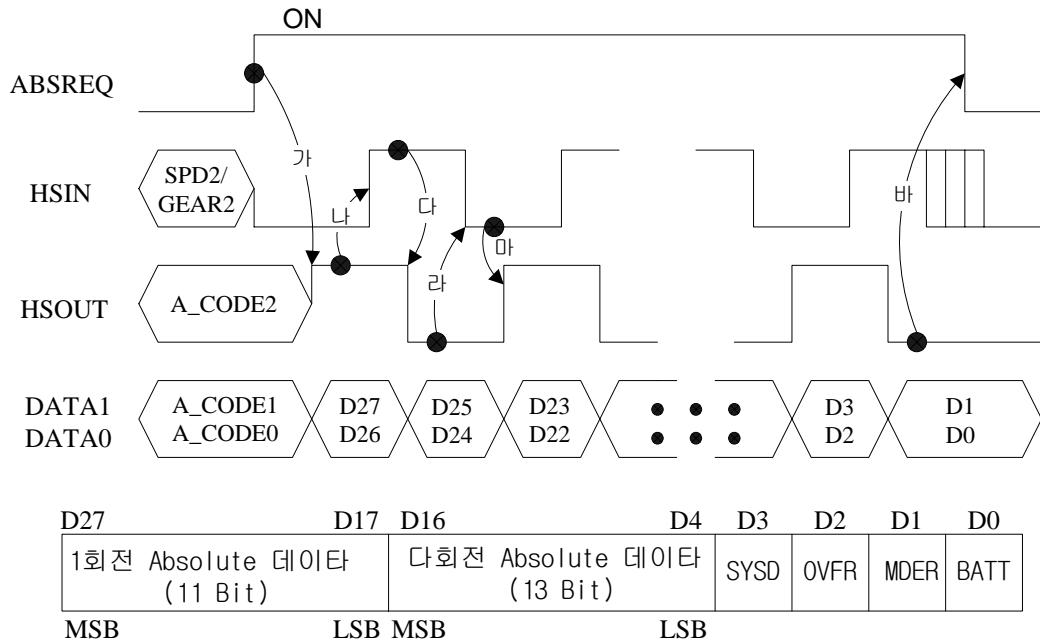 ON
ABSREQ
가
HSIN
SPD2/
GEAR2
나
다
라
마
바
HSOUT
A_CODE2
DATA1
DATA0
A_CODE1
A_CODE0
D27
D26
D25
D24
D23
D22
D3
D2
D1
D0
D27 D17 D16 D4 D3 D2 D1 D0
1회전 Absolute 데이타
(11 Bit)
다회전 Absolute 데이타
(13 Bit)
SYSD OVFR MDER BATT
MSB LSB MSB LSB